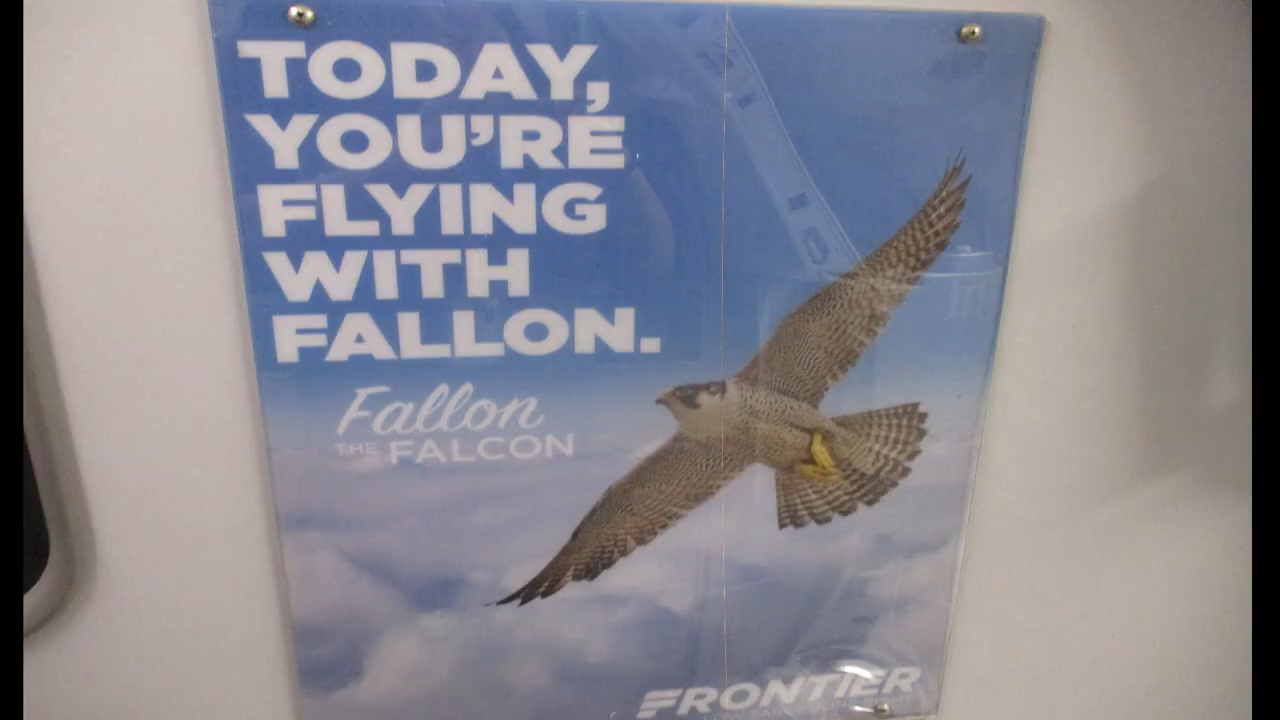 TODAY,
YOU'RE
FLYING
WITH
FALLON.
Fallon
THE FALCON
FRONTIER